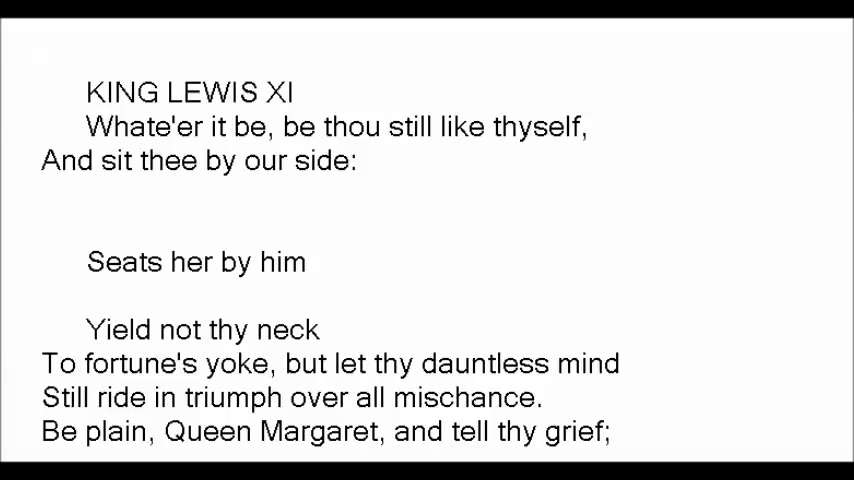 KING LEWIS XI
Whate'er it be, be thou still like thyself,
And sit thee by our side:
Seats her by him
Yield not thy neck
To fortune's yoke, but let thy dauntless mind
Still ride in triumph over all mischance.
Be plain, Queen Margaret, and tell thy grief;